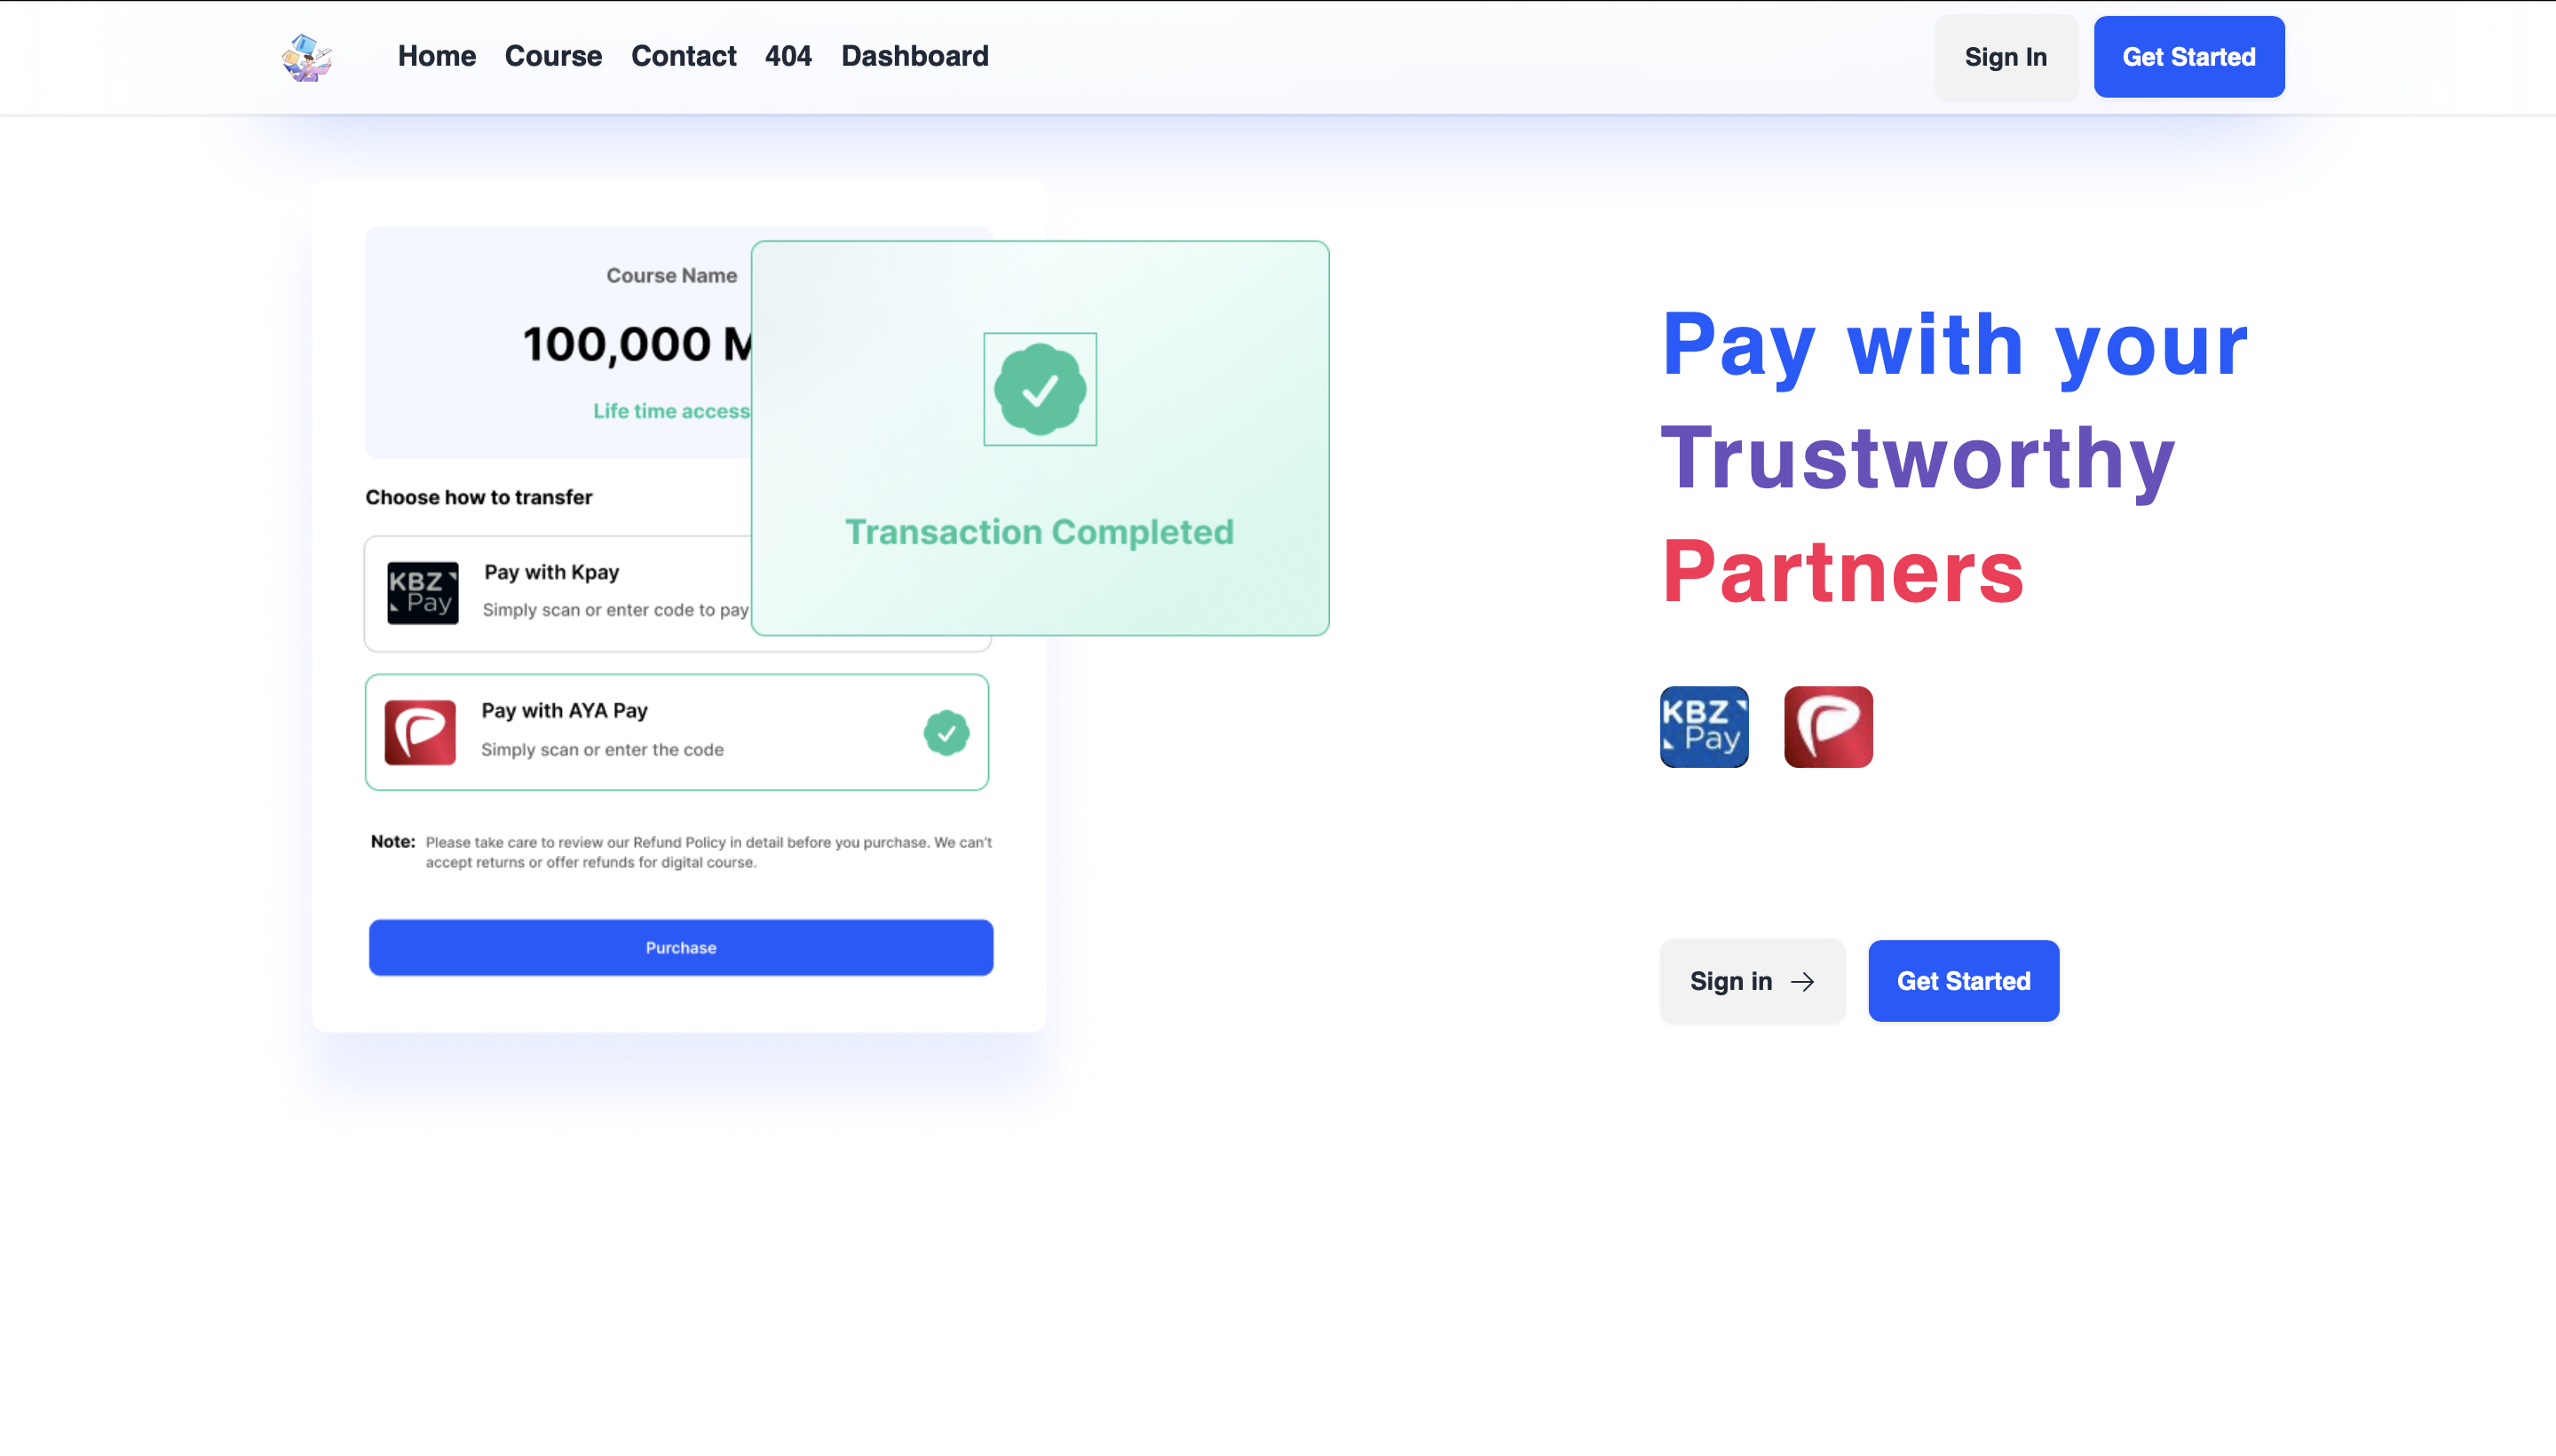 Home Course Contact 404 Dashboard Sign In Get Started
Course Name
100,000
Life time access
Choose how to transfer
KBZ
Pay
Pay with Kpay
Simply scan or enter code to pay
Pay with AYA Pay
Simply scan or enter the code
Note: Please take care to review our Refund Policy in detail before you purchase. We can't
accept returns or offer refunds for digital course.
Purchase
Transaction Completed
Pay with your
Trustworthy
Partners
KBZ
Pay
Sign in
Get Started